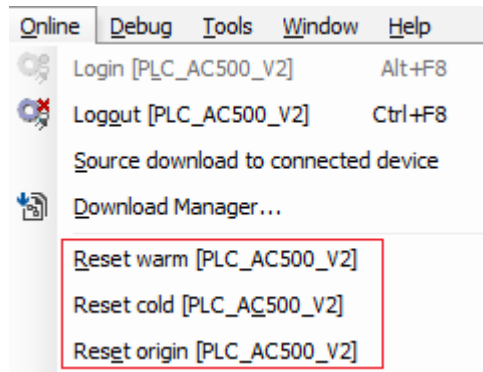 Online Debug Tools Window Help
Login [PLC_AC500_V2] Alt+F8
Logout [PLC_AC500_V2] Ctrl+F8
Source download to connected device
Download Manager...
Reset warm [PLC_AC500_V2]
Reset cold [PLC_AC500_V2]
Reset origin [PLC_AC500_V2]